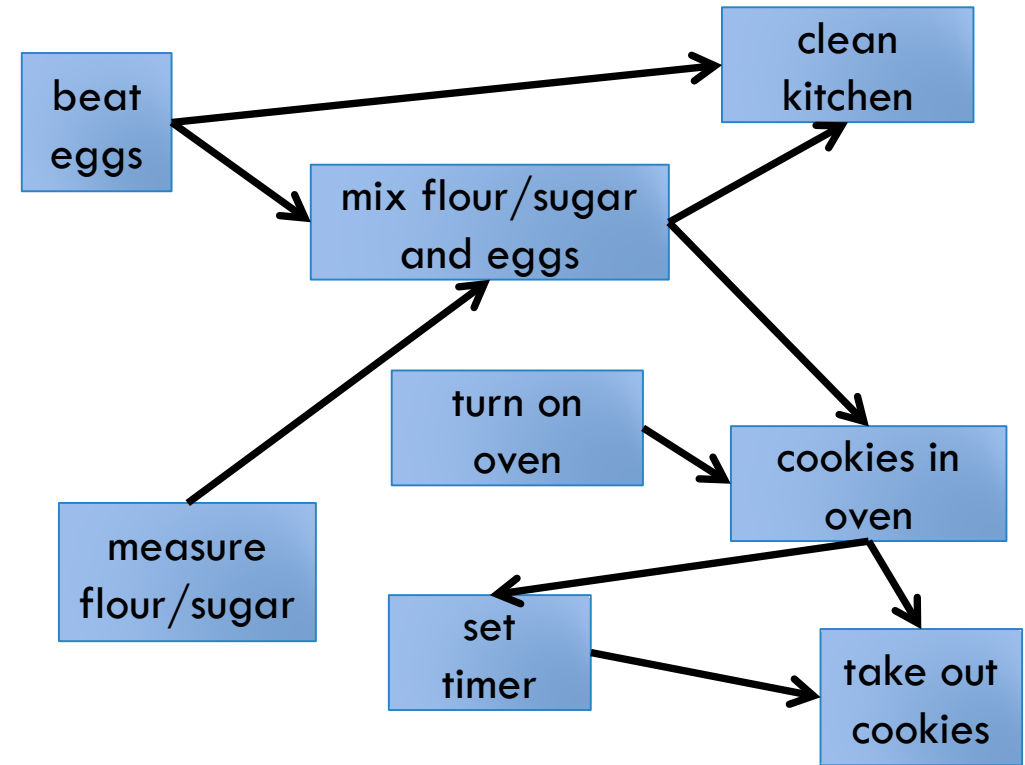 clean
kitchen
beat
eggs
mix flour/sugar
and eggs
turn on
oven
cookies in
oven
measure
flour/sugar
set
timer
take out
cookies